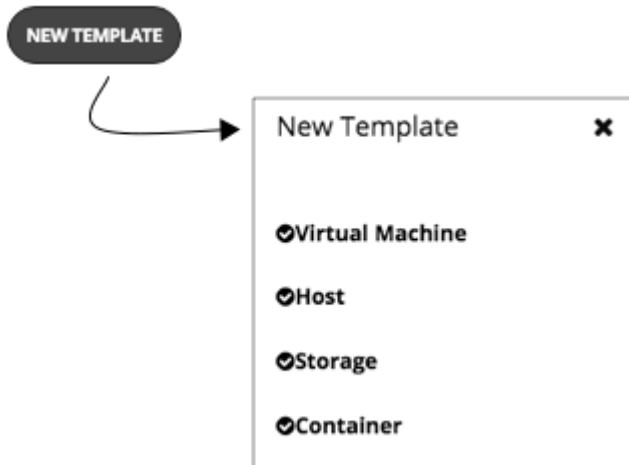 NEW TEMPLATE
New Template
Virtual Machine
Host
Storage
Container